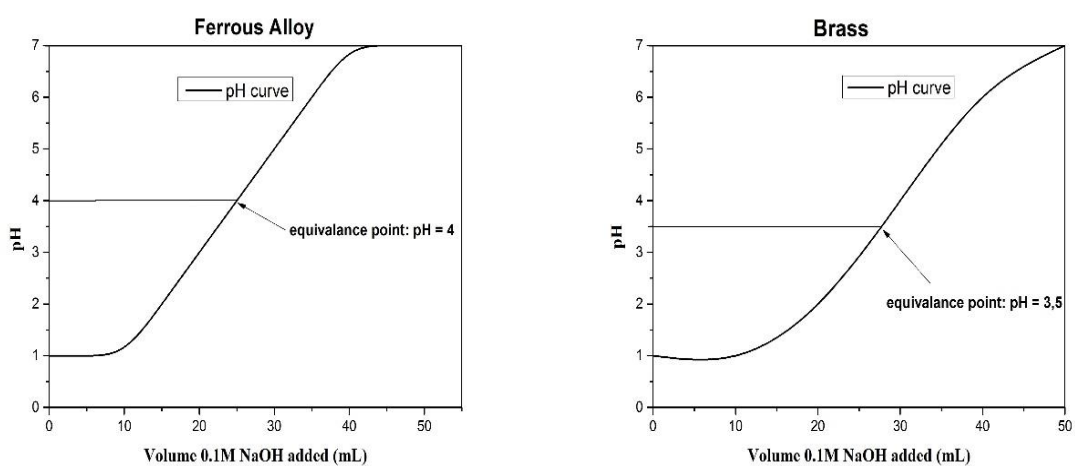 Ferrous Alloy
7
6
5
4
3
2
1
0
pH
pH curve
equivalance point: pH = 4
0 10 20 30 40 50
Volume 0.1M NaOH added (mL)
Brass
7
6
5
4
3
2
1
0
pH
pH curve
equivalance point: pH = 3,5
0 10 20 30 40 50
Volume 0.1M NaOH added (mL)